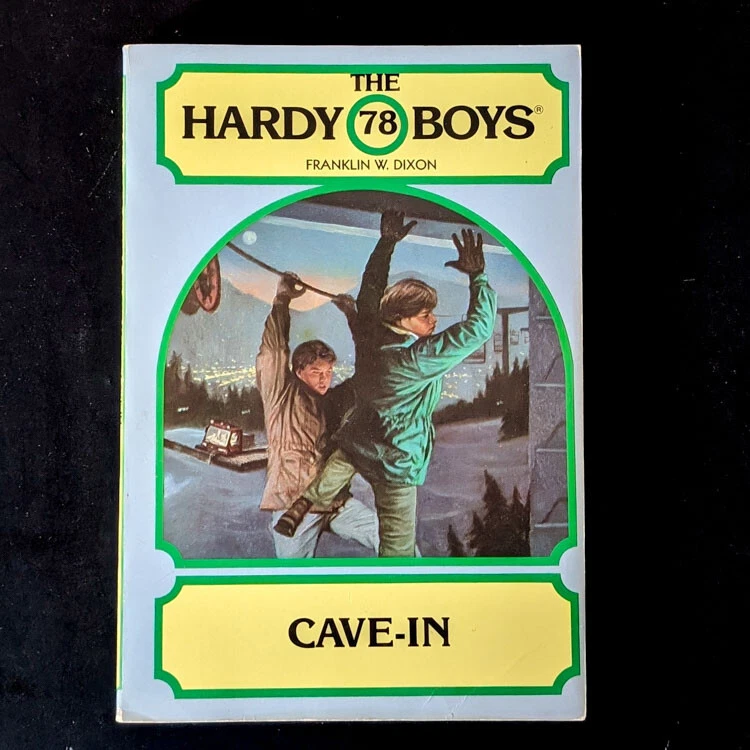 THE
HARDY 78 BOYS®
FRANKLIN W. DIXON
CAVE-IN